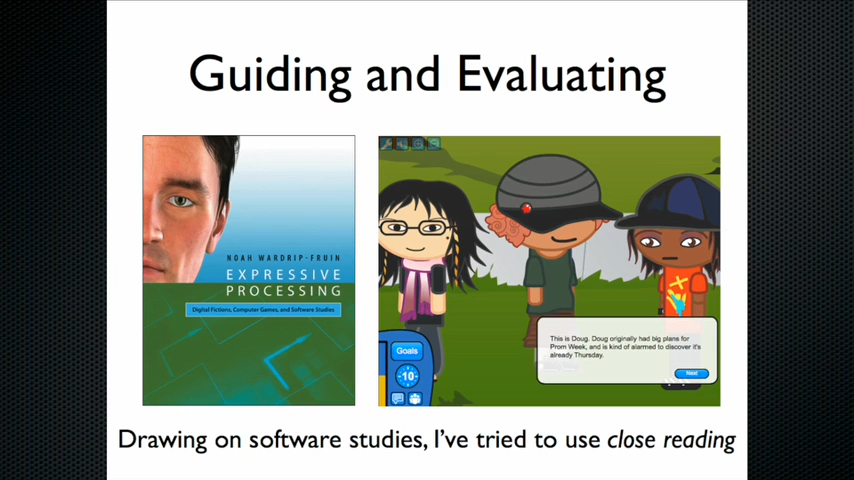 Guiding and Evaluating
NOAH WARDRIP-FRUIN
EXPRESSIVE
PROCESSING
Digital Fictions, Computer Games, and Software Studies
This is Doug. Doug originally had big plans for
Prom Week, and is kind of alarmed to discover it's
already Thursday.
Next
Goals
10
Drawing on software studies, I've tried to use close reading